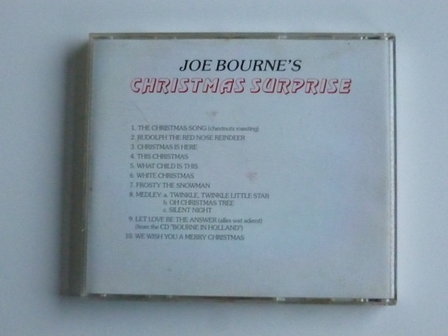 JOE BOURNE'S
CHRISTMAS SURPRISE
1. THE CHRISTMAS SONG (chestnuts roasting)
2. RUDOLPH THE RED NOSE REINDEER
3. CHRISTMAS IS HERE
4. THIS CHRISTMAS
5. WHAT CHILD IS THIS
6. WHITE CHRISTMAS
7. FROSTY THE SNOWMAN
8. MEDLEY: a. TWINKLE, TWINKLE LITTLE STAR
b. OH CHRISTMAS TREE
c. SILENT NIGHT
9. LET LOVE BE THE ANSWER (alles wat ademt)
(from the CD "BOURNE IN HOLLAND")
10. WE WISH YOU A MERRY CHRISTMAS